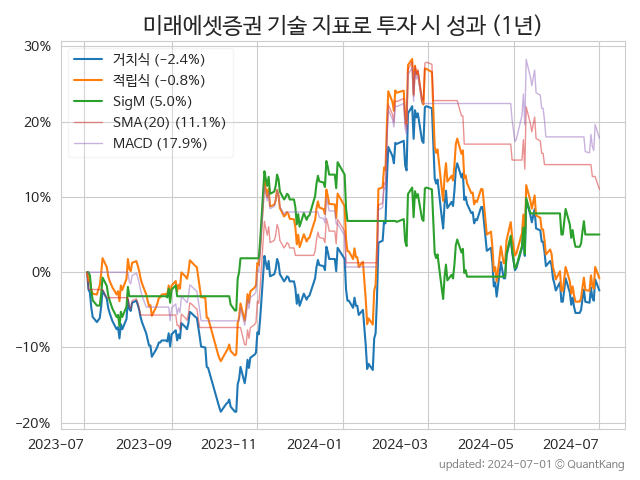 미래에셋증권 기술 지표로 투자 시 성과 (1년)
30%
20%
10%
0%
−10%
−20%
거치식 (−2.4%)
적립식 (−0.8%)
SigM (5.0%)
SMA(20) (11.1%)
MACD (17.9%)
2023-07 2023-09 2023-11 2024-01 2024-03 2024-05 2024-07
updated: 2024-07-01 © QuantKang